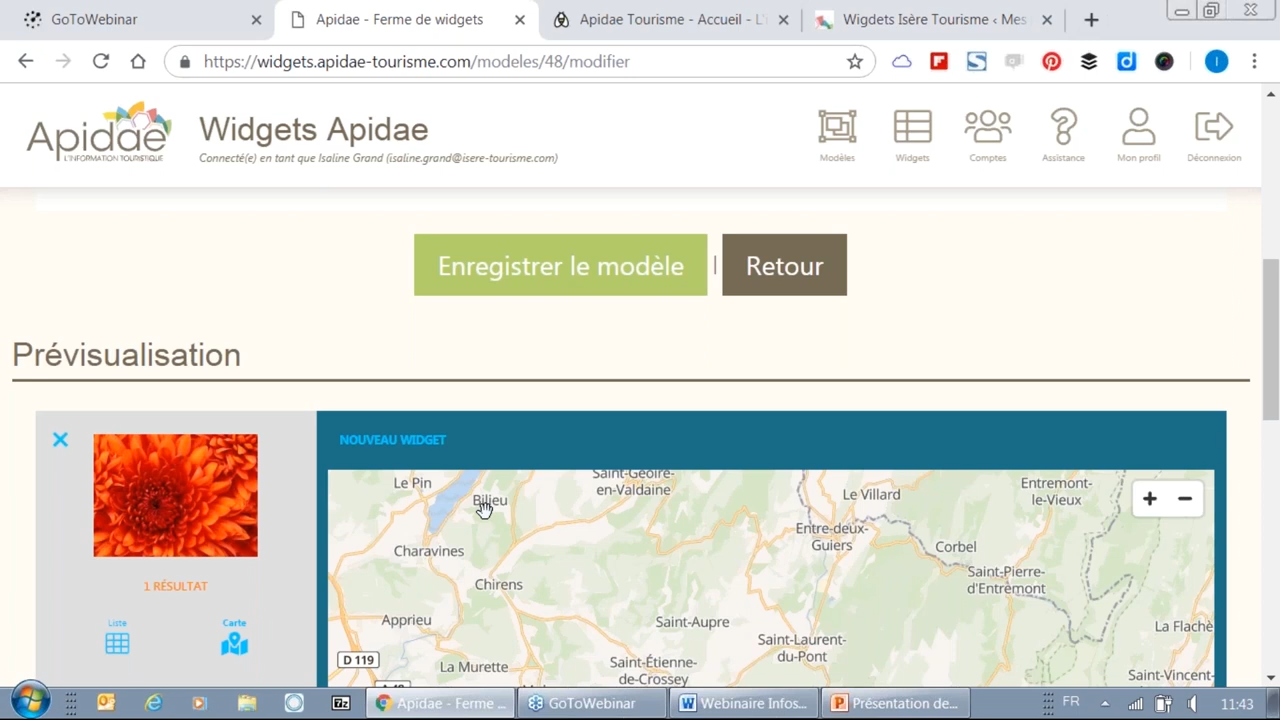 GoToWebinar
Apidae - Ferme de widgets
Apidae Tourisme - Accueil - L'i
Wigdets Isère Tourisme ‹ Mes
https://widgets.apidae-tourisme.com/modeles/48/modifier
I
Apidae
L'INFORMATION TOURISTIQUE
Widgets Apidae
Connecté(e) en tant que Isaline Grand (isaline.grand@isere-tourisme.com)
Modèles
Widgets
Comptes
Assistance
Mon profil
Déconnexion
Enregistrer le modèle | Retour
Prévisualisation
NOUVEAU WIDGET
1 RÉSULTAT
Liste
Carte
Le Pin
Bilieu
Saint-Geoire-
en-Valdaine
Le Villard
Entremont-
le-Vieux
+ −
Charavines
Entre-deux-
Guiers
Corbel
Chirens
Saint-Pierre-
d'Entremont
Apprieu
Saint-Aupre
Saint-Laurent-
du-Pont
La Flachè
D 119
La Murette
Saint-Étienne-
de-Crossey
Saint-Vincent-
Apidae - Ferme ...
GoToWebinar
Webinaire Infos...
Présentation de...
FR
11:43